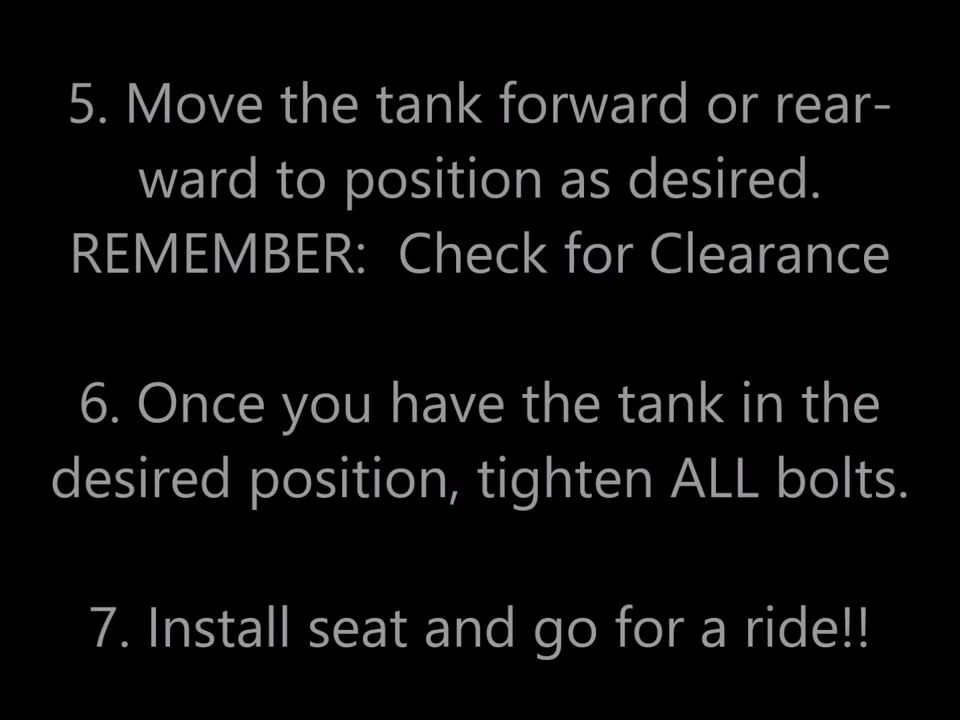 5. Move the tank forward or rear-
ward to position as desired.
REMEMBER:  Check for Clearance
6. Once you have the tank in the
desired position, tighten ALL bolts.
7. Install seat and go for a ride!!